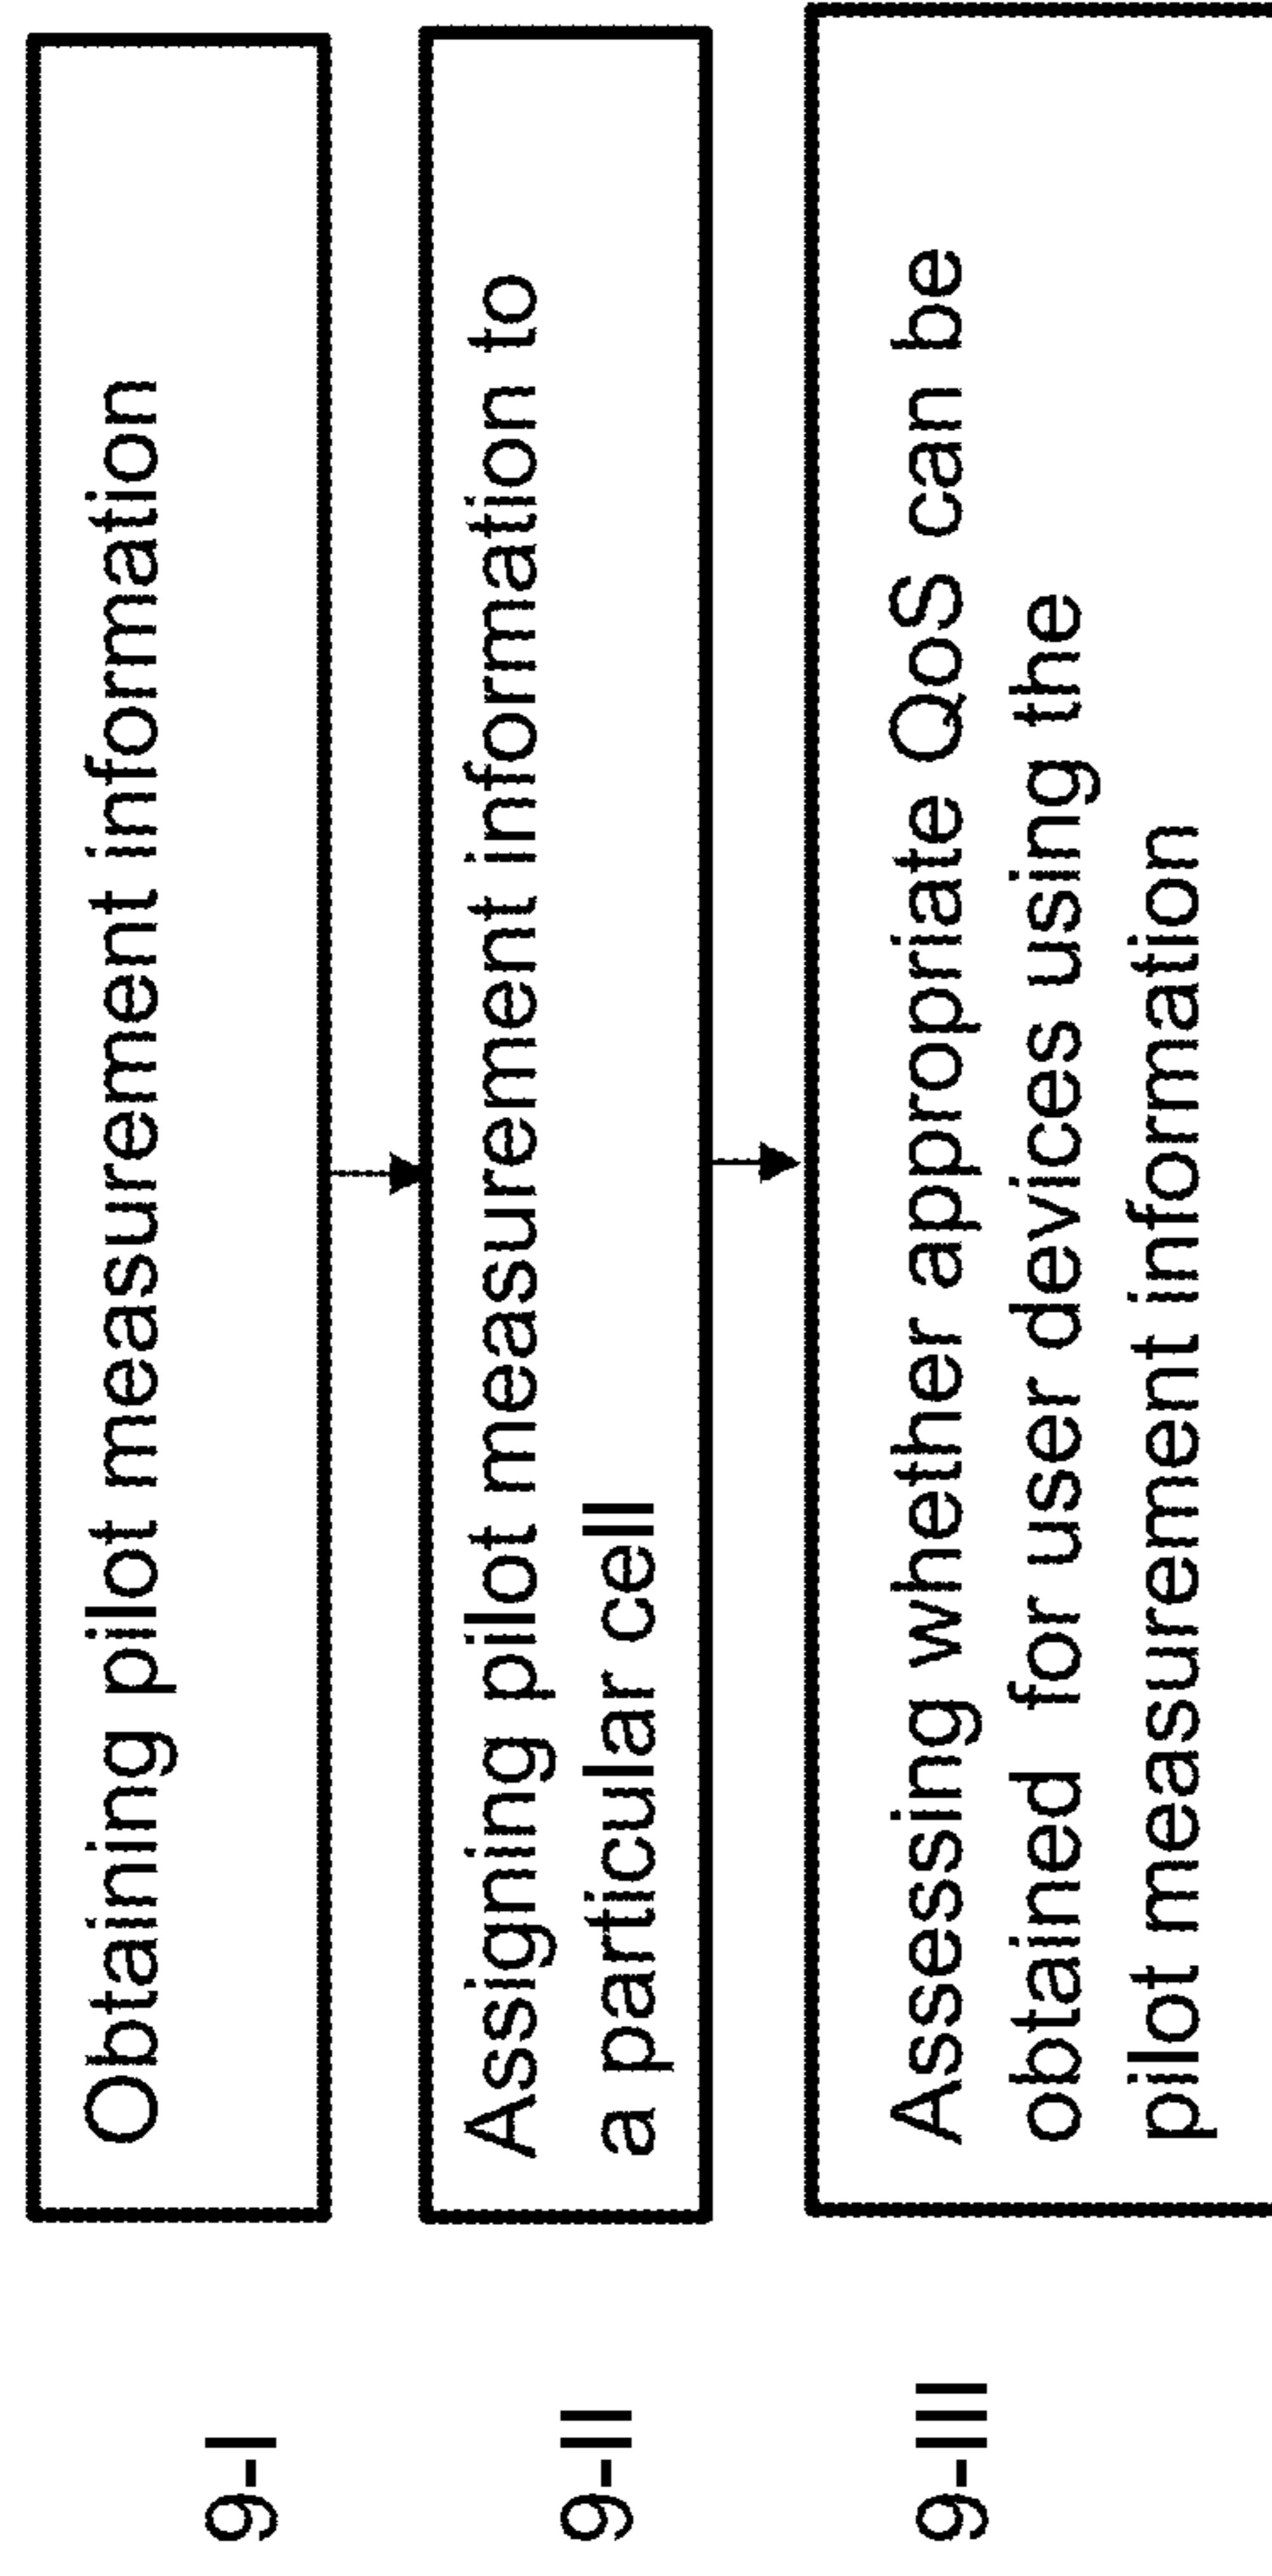 9-I
Obtaining pilot measurement information
9-II
Assigning pilot measurement information to
a particular cell
9-III
Assessing whether appropriate QoS can be
obtained for user devices using the
pilot measurement information